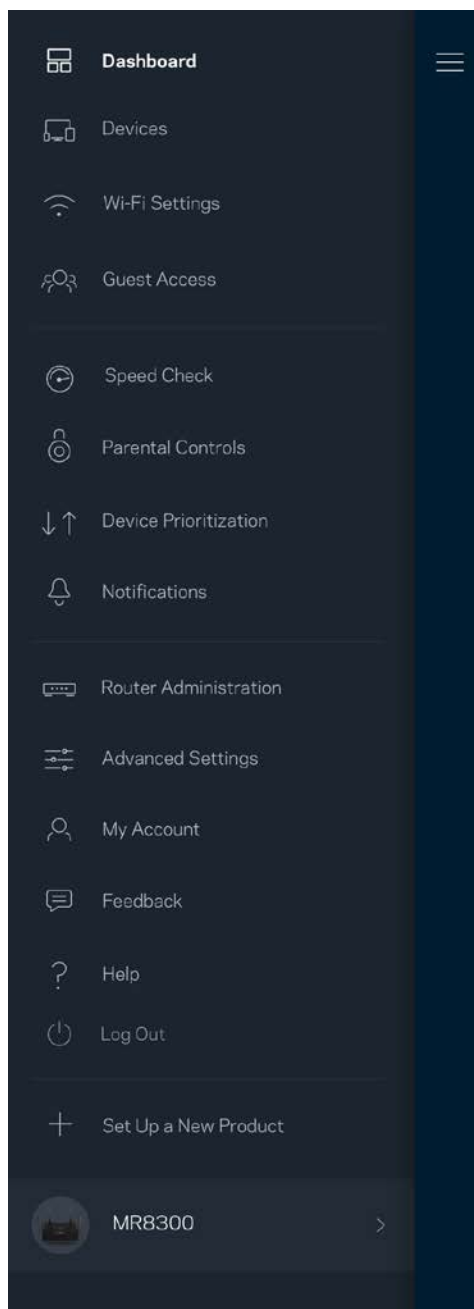 Dashboard
Devices
Wi-Fi Settings
Guest Access
Speed Check
Parental Controls
Device Prioritization
Notifications
Router Administration
Advanced Settings
My Account
Feedback
Help
Log Out
Set Up a New Product
MR8300